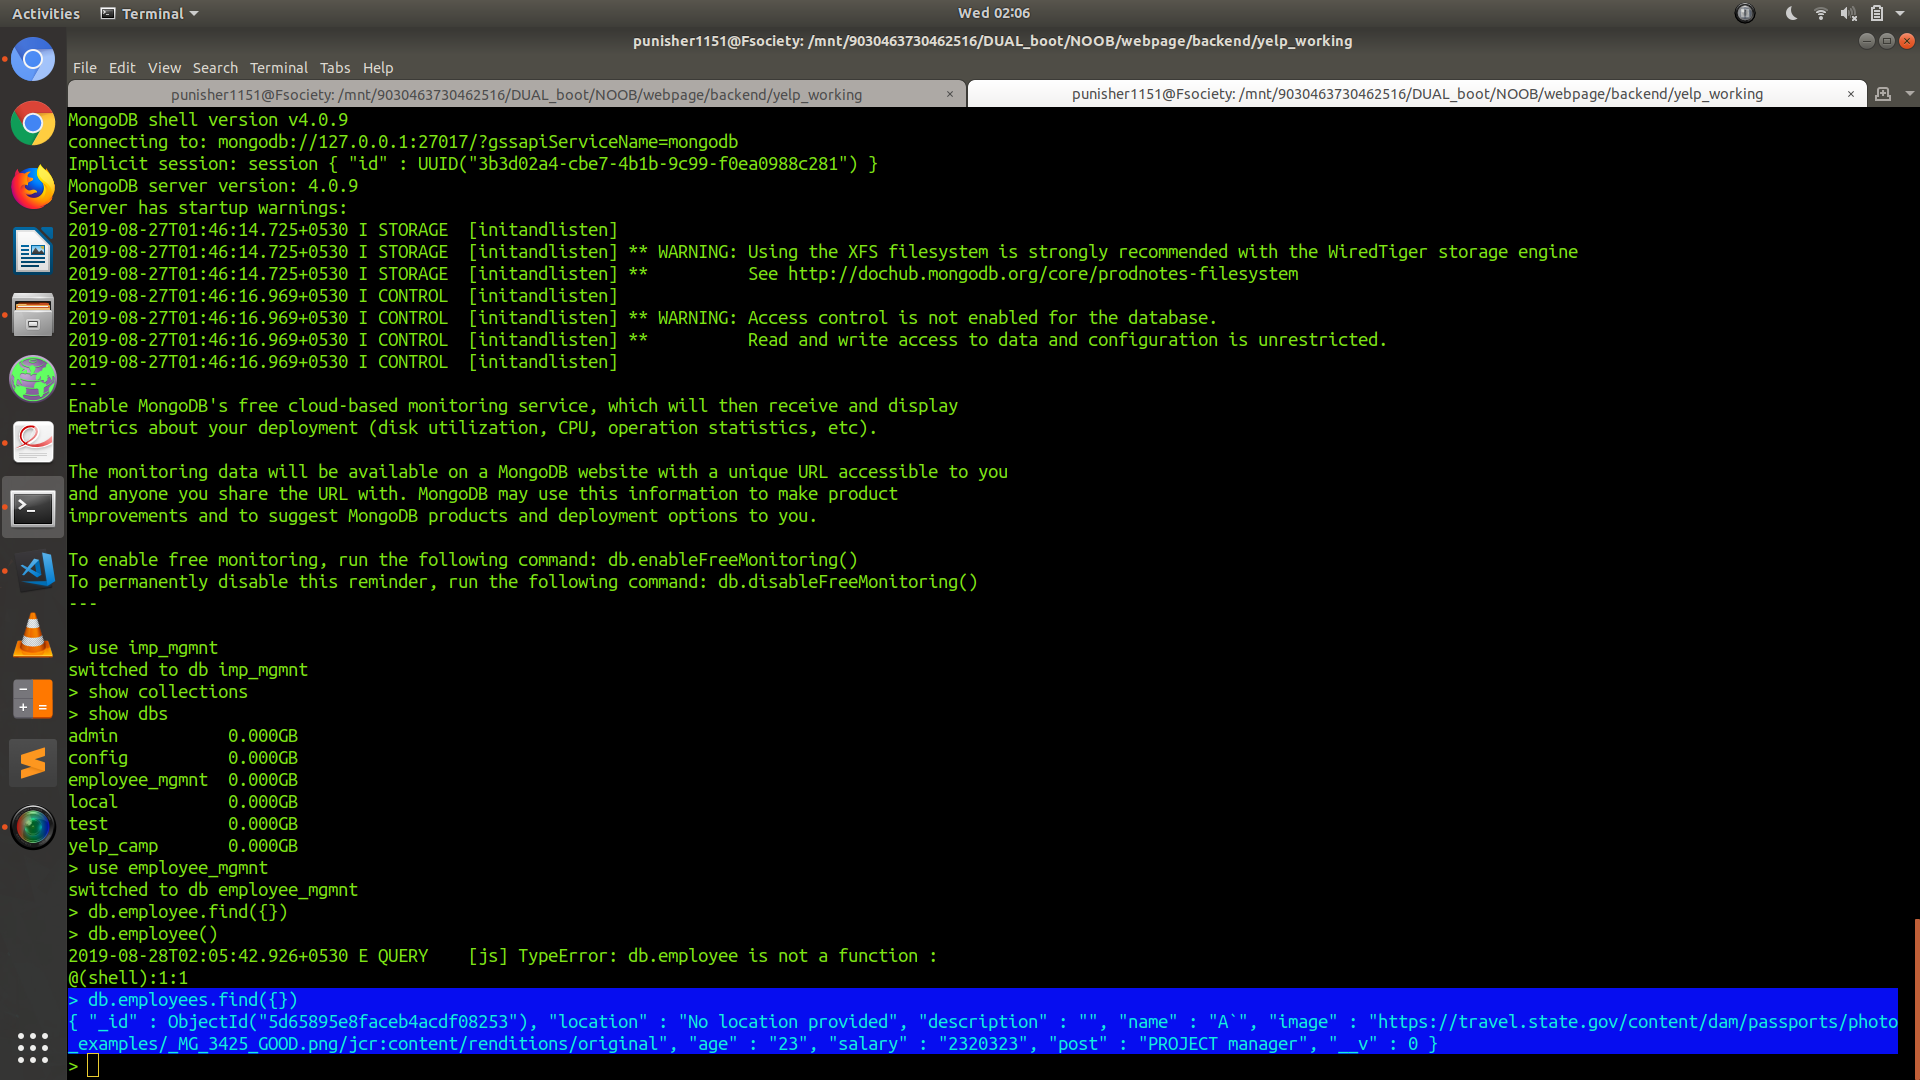 Activities Terminal Wed 02:06
punisher1151@Fsociety: /mnt/9030463730462516/DUAL_boot/NOOB/webpage/backend/yelp_working
File Edit View Search Terminal Tabs Help
punisher1151@Fsociety: /mnt/9030463730462516/DUAL_boot/NOOB/webpage/backend/yelp_working × punisher1151@Fsociety: /mnt/9030463730462516/DUAL_boot/NOOB/webpage/backend/yelp_working ×
MongoDB shell version v4.0.9
connecting to: mongodb://127.0.0.1:27017/?gssapiServiceName=mongodb
Implicit session: session { "id" : UUID("3b3d02a4-cbe7-4b1b-9c99-f0ea0988c281") }
MongoDB server version: 4.0.9
Server has startup warnings:
2019-08-27T01:46:14.725+0530 I STORAGE  [initandlisten]
2019-08-27T01:46:14.725+0530 I STORAGE  [initandlisten] ** WARNING: Using the XFS filesystem is strongly recommended with the WiredTiger storage engine
2019-08-27T01:46:14.725+0530 I STORAGE  [initandlisten] **          See http://dochub.mongodb.org/core/prodnotes-filesystem
2019-08-27T01:46:16.969+0530 I CONTROL  [initandlisten]
2019-08-27T01:46:16.969+0530 I CONTROL  [initandlisten] ** WARNING: Access control is not enabled for the database.
2019-08-27T01:46:16.969+0530 I CONTROL  [initandlisten] **          Read and write access to data and configuration is unrestricted.
2019-08-27T01:46:16.969+0530 I CONTROL  [initandlisten]
---
Enable MongoDB's free cloud-based monitoring service, which will then receive and display
metrics about your deployment (disk utilization, CPU, operation statistics, etc).

The monitoring data will be available on a MongoDB website with a unique URL accessible to you
and anyone you share the URL with. MongoDB may use this information to make product
improvements and to suggest MongoDB products and deployment options to you.

To enable free monitoring, run the following command: db.enableFreeMonitoring()
To permanently disable this reminder, run the following command: db.disableFreeMonitoring()
---

> use imp_mgmnt
switched to db imp_mgmnt
> show collections
> show dbs
admin           0.000GB
config          0.000GB
employee_mgmnt  0.000GB
local           0.000GB
test            0.000GB
yelp_camp       0.000GB
> use employee_mgmnt
switched to db employee_mgmnt
> db.employee.find({})
> db.employee()
2019-08-28T02:05:42.926+0530 E QUERY    [js] TypeError: db.employee is not a function :
@(shell):1:1
> db.employees.find({})
{ "_id" : ObjectId("5d65895e8faceb4acdf08253"), "location" : "No location provided", "description" : "", "name" : "A`", "image" : "https://travel.state.gov/content/dam/passports/photo
_examples/_MG_3425_GOOD.png/jcr:content/renditions/original", "age" : "23", "salary" : "2320323", "post" : "PROJECT manager", "__v" : 0 }
>